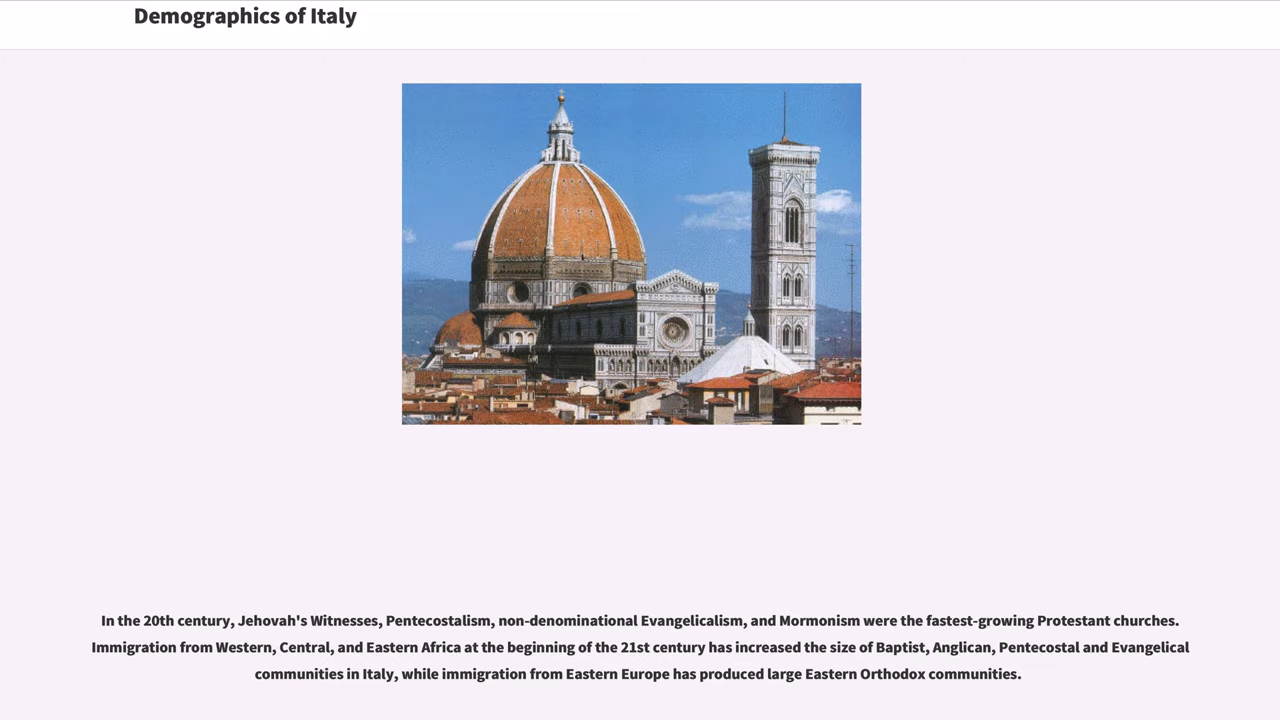 Demographics of Italy
In the 20th century, Jehovah's Witnesses, Pentecostalism, non-denominational Evangelicalism, and Mormonism were the fastest-growing Protestant churches.
Immigration from Western, Central, and Eastern Africa at the beginning of the 21st century has increased the size of Baptist, Anglican, Pentecostal and Evangelical
communities in Italy, while immigration from Eastern Europe has produced large Eastern Orthodox communities.